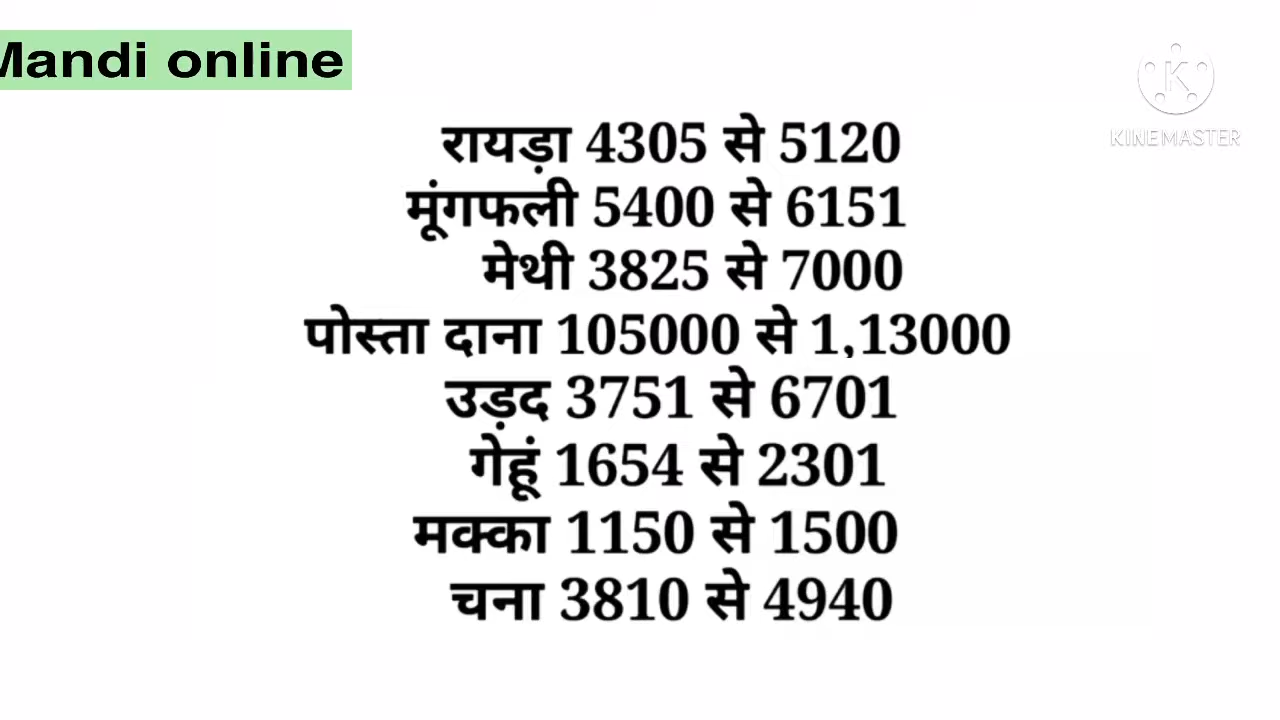 Mandi online
KINEMASTER
रायड़ा 4305 से 5120
मूंगफली 5400 से 6151
मेथी 3825 से 7000
पोस्ता दाना 105000 से 1,13000
उड़द 3751 से 6701
गेहूं 1654 से 2301
मक्का 1150 से 1500
चना 3810 से 4940